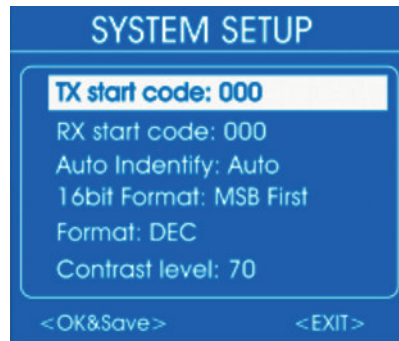 SYSTEM SETUP
TX start code: 000
RX start code: 000
Auto Indentify: Auto
16bit Format: MSB First
Format: DEC
Contrast level: 70
<OK&Save> <EXIT>